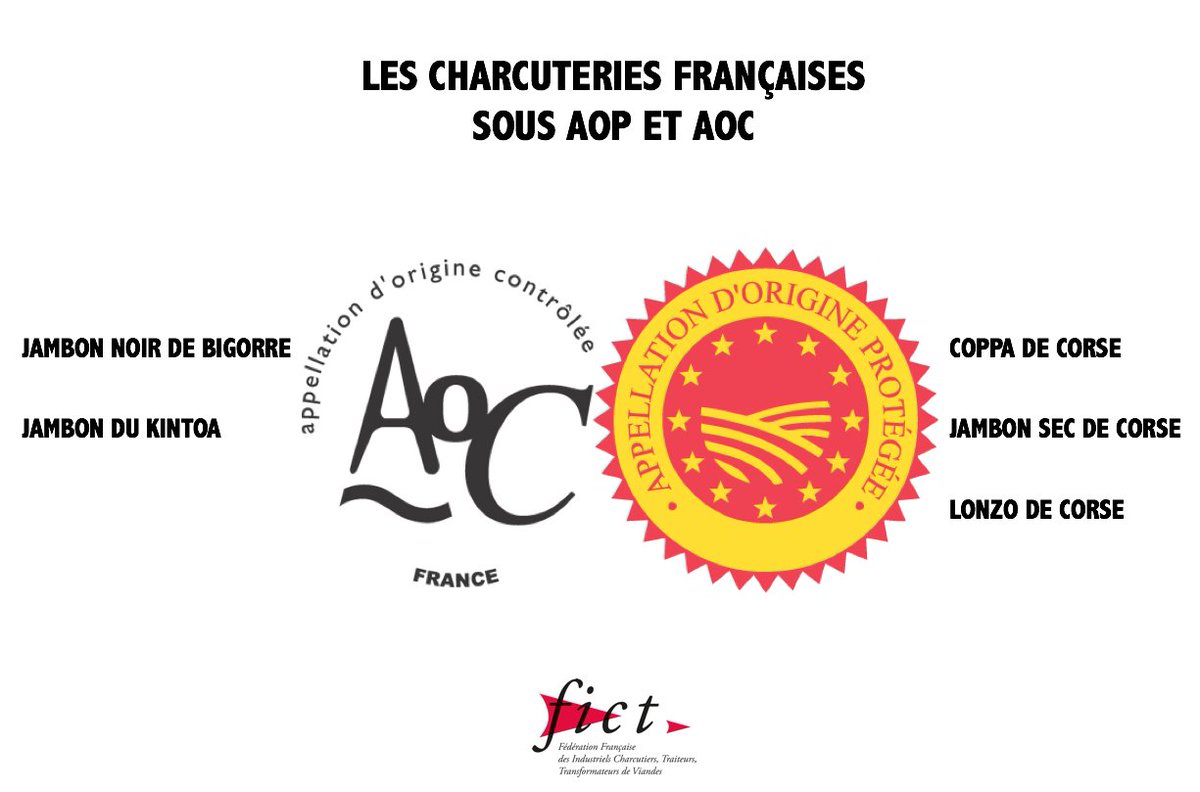 LES CHARCUTERIES FRANÇAISES
SOUS AOP ET AOC
JAMBON NOIR DE BIGORRE
JAMBON DU KINTOA
appellation d'origine contrôlée
AOC
FRANCE
APPELLATION D'ORIGINE PROTÉGÉE
COPPA DE CORSE
JAMBON SEC DE CORSE
LONZO DE CORSE
fict
Fédération Française
des Industriels Charcutiers, Traiteurs,
Transformateurs de Viandes